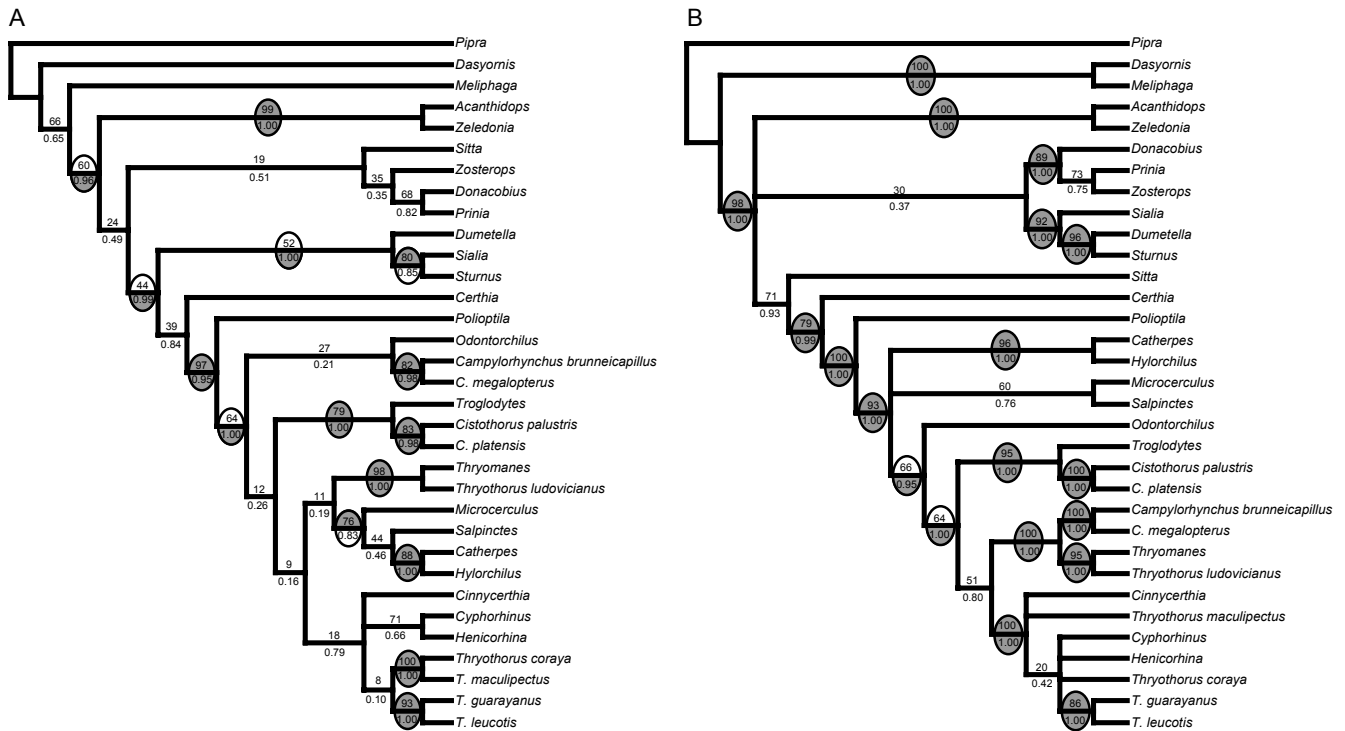 A
Pipra
Dasyornis
Meliphaga
66
0.65
Acanthidops
99
1.00
Zeledonia
60
0.96
Sitta
19
0.51
Zosterops
35
0.35
Donacobius
68
0.82
Prinia
24
0.49
Dumetella
52
1.00
Sialia
80
0.85
Sturnus
44
0.99
Certhia
39
0.84
Polioptila
97
0.95
Odontorchilus
27
0.21
Campylorhynchus brunneicapillus
82
0.98
C. megalopterus
64
1.00
Troglodytes
79
1.00
Cistothorus palustris
83
0.98
C. platensis
12
0.26
Thryomanes
98
1.00
Thryothorus ludovicianus
11
0.19
Microcerculus
76
0.83
Salpinctes
44
0.46
Catherpes
88
1.00
Hylorchilus
9
0.16
Cinnycerthia
Cyphorhinus
71
0.66
Henicorhina
18
0.79
Thryothorus coraya
100
1.00
T. maculipectus
8
0.10
T. guarayanus
93
1.00
T. leucotis
B
Pipra
Dasyornis
100
1.00
Meliphaga
Acanthidops
100
1.00
Zeledonia
Donacobius
89
1.00
Prinia
73
0.75
Zosterops
30
0.37
98
1.00
Sialia
92
1.00
Dumetella
96
1.00
Sturnus
Sitta
71
0.93
Certhia
79
0.99
Polioptila
100
1.00
Catherpes
96
1.00
Hylorchilus
Microcerculus
60
0.76
Salpinctes
93
1.00
Odontorchilus
66
0.95
Troglodytes
95
1.00
Cistothorus palustris
100
1.00
C. platensis
64
1.00
Campylorhynchus brunneicapillus
100
1.00
C. megalopterus
100
1.00
Thryomanes
95
1.00
Thryothorus ludovicianus
51
0.80
Cinnycerthia
Thryothorus maculipectus
100
1.00
Cyphorhinus
Henicorhina
20
0.42
Thryothorus coraya
T. guarayanus
86
1.00
T. leucotis